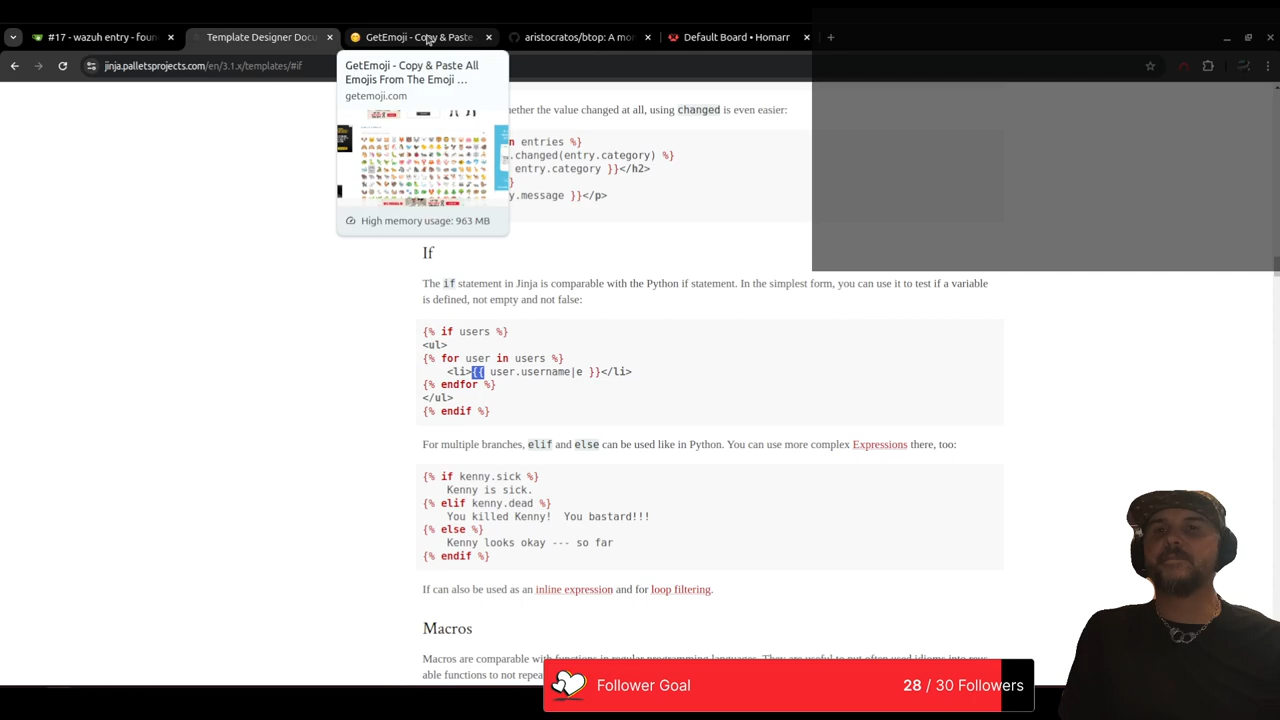 #17 - wazuh entry - foun
Template Designer Docu
GetEmoji - Copy & Paste
aristocratos/btop: A mon
Default Board • Homarr
jinja.palletsprojects.com/en/3.1.x/templates/#if
GetEmoji - Copy & Paste All
Emojis From The Emoji ...
getemoji.com
High memory usage: 963 MB
hether the value changed at all, using changed is even easier:
n entries %}
.changed(entry.category) %}
entry.category }}</h2>
}
y.message }}</p>
If
The if statement in Jinja is comparable with the Python if statement. In the simplest form, you can use it to test if a variable
is defined, not empty and not false:
{% if users %}
<ul>
{% for user in users %}
<li>{{ user.username|e }}</li>
{% endfor %}
</ul>
{% endif %}
For multiple branches, elif and else can be used like in Python. You can use more complex Expressions there, too:
{% if kenny.sick %}
Kenny is sick.
{% elif kenny.dead %}
You killed Kenny!  You bastard!!!
{% else %}
Kenny looks okay --- so far
{% endif %}
If can also be used as an inline expression and for loop filtering.
Macros
Macros are comparable with functions in regular programming languages. They are useful to put often used idioms into reus-
able functions to not repea
Follower Goal
28 / 30 Followers